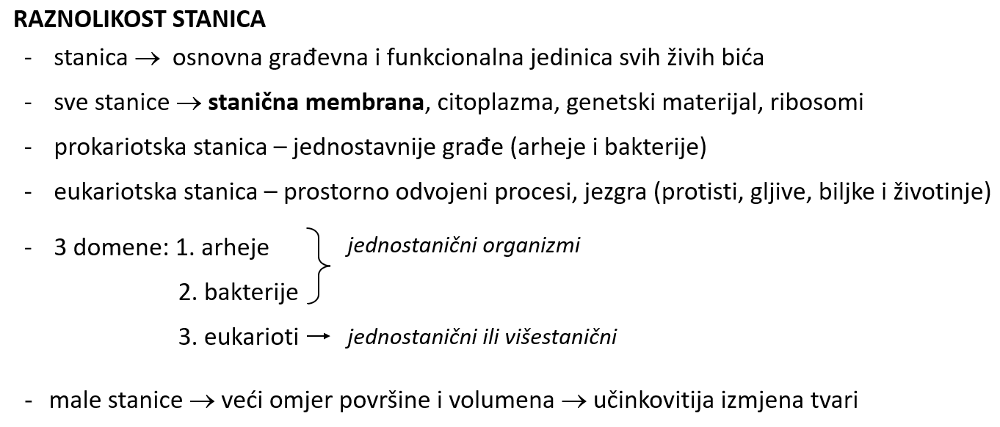 RAZNOLIKOST STANICA
- stanica → osnovna građevna i funkcionalna jedinica svih živih bića
- sve stanice → stanična membrana, citoplazma, genetski materijal, ribosomi
- prokariotska stanica – jednostavnije građe (arheje i bakterije)
- eukariotska stanica – prostorno odvojeni procesi, jezgra (protisti, gljive, biljke i životinje)
- 3 domene: 1. arheje jednostanični organizmi
2. bakterije
3. eukarioti → jednostanični ili višestanični
- male stanice → veći omjer površine i volumena → učinkovitija izmjena tvari